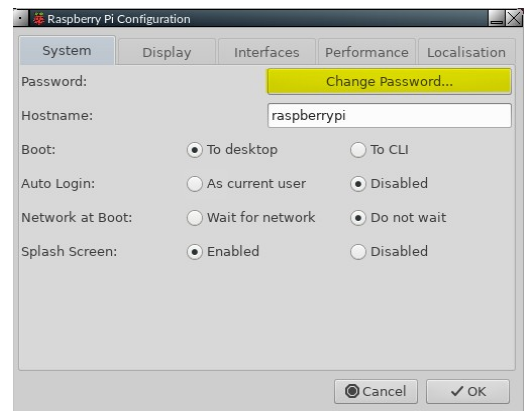 Raspberry Pi Configuration
System Display Interfaces Performance Localisation
Password: Change Password...
Hostname: raspberrypi
Boot: To desktop To CLI
Auto Login: As current user Disabled
Network at Boot: Wait for network Do not wait
Splash Screen: Enabled Disabled
Cancel OK